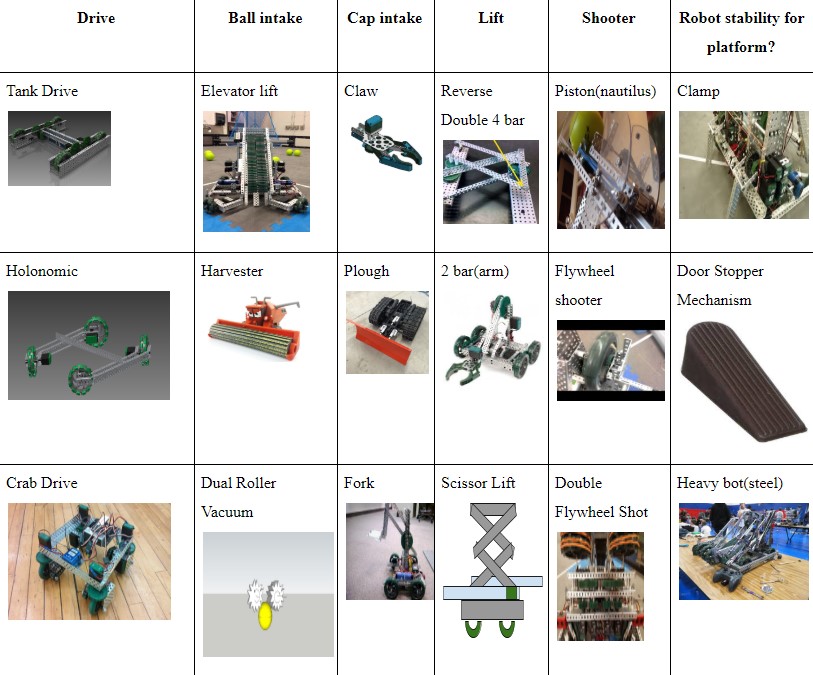 Drive
Ball intake
Cap intake
Lift
Shooter
Robot stability for
platform?
Tank Drive
Elevator lift
Claw
Reverse
Double 4 bar
Piston(nautilus)
Clamp
Holonomic
Harvester
Plough
2 bar(arm)
Flywheel
shooter
Door Stopper
Mechanism
Crab Drive
Dual Roller
Vacuum
Fork
Scissor Lift
Double
Flywheel Shot
Heavy bot(steel)